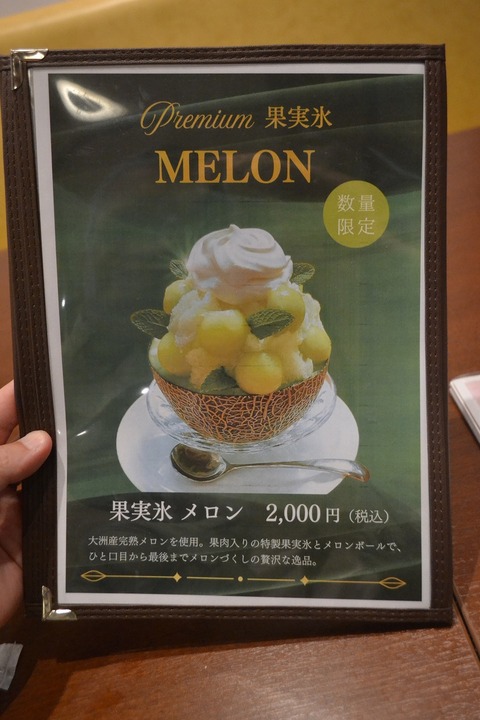 Premium 果実氷
MELON
数量
限定
果実氷 メロン 2,000円（税込）
大洲産完熟メロンを使用。果肉入りの特製果実氷とメロンボールで、
ひと口目から最後までメロンづくしの贅沢な逸品。